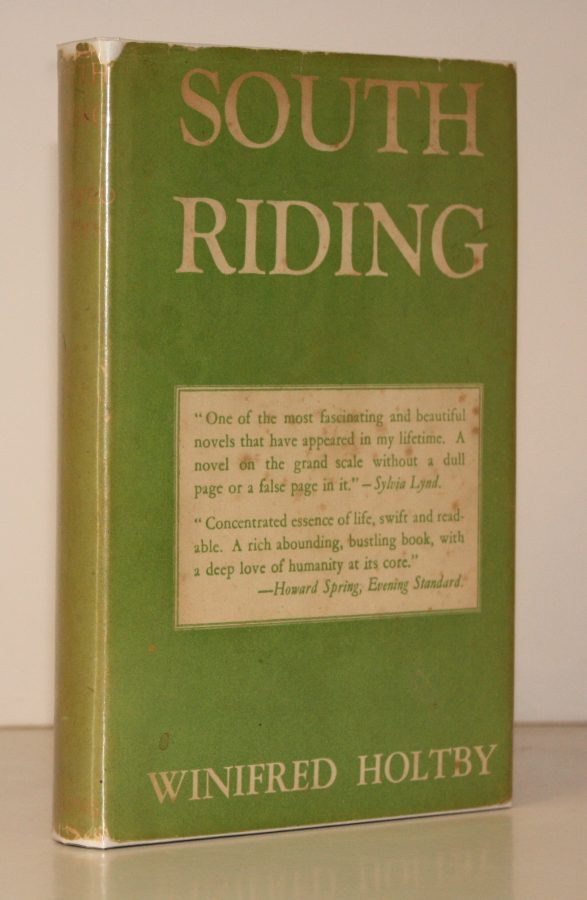 SOUTH
RIDING
“One of the most fascinating and beautiful
novels that have appeared in my lifetime. A
novel on the grand scale without a dull
page or a false page in it.”—Sylvia Lynd.
“Concentrated essence of life, swift and read-
able. A rich abounding, bustling book, with
a deep love of humanity at its core.”
—Howard Spring, Evening Standard.
WINIFRED HOLTBY